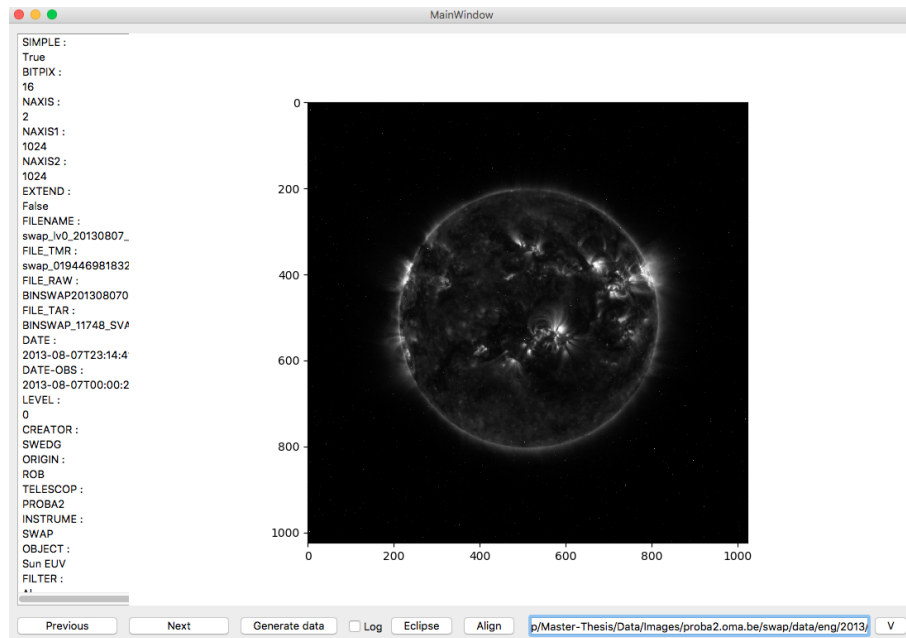 MainWindow
SIMPLE :
True
BITPIX :
16
NAXIS :
2
NAXIS1 :
1024
NAXIS2 :
1024
EXTEND :
False
FILENAME :
swap_lv0_20130807_
FILE_TMR :
swap_019446981832
FILE_RAW :
BINSWAP201308070
FILE_TAR :
BINSWAP_11748_SVA
DATE :
2013-08-07T23:14:4
DATE-OBS :
2013-08-07T00:00:2
LEVEL :
0
CREATOR :
SWEDG
ORIGIN :
ROB
TELESCOP :
PROBA2
INSTRUME :
SWAP
OBJECT :
Sun EUV
FILTER :
0
200
400
600
800
1000
0 200 400 600 800 1000
Previous Next Generate data Log Eclipse Align p/Master-Thesis/Data/Images/proba2.oma.be/swap/data/eng/2013/ V